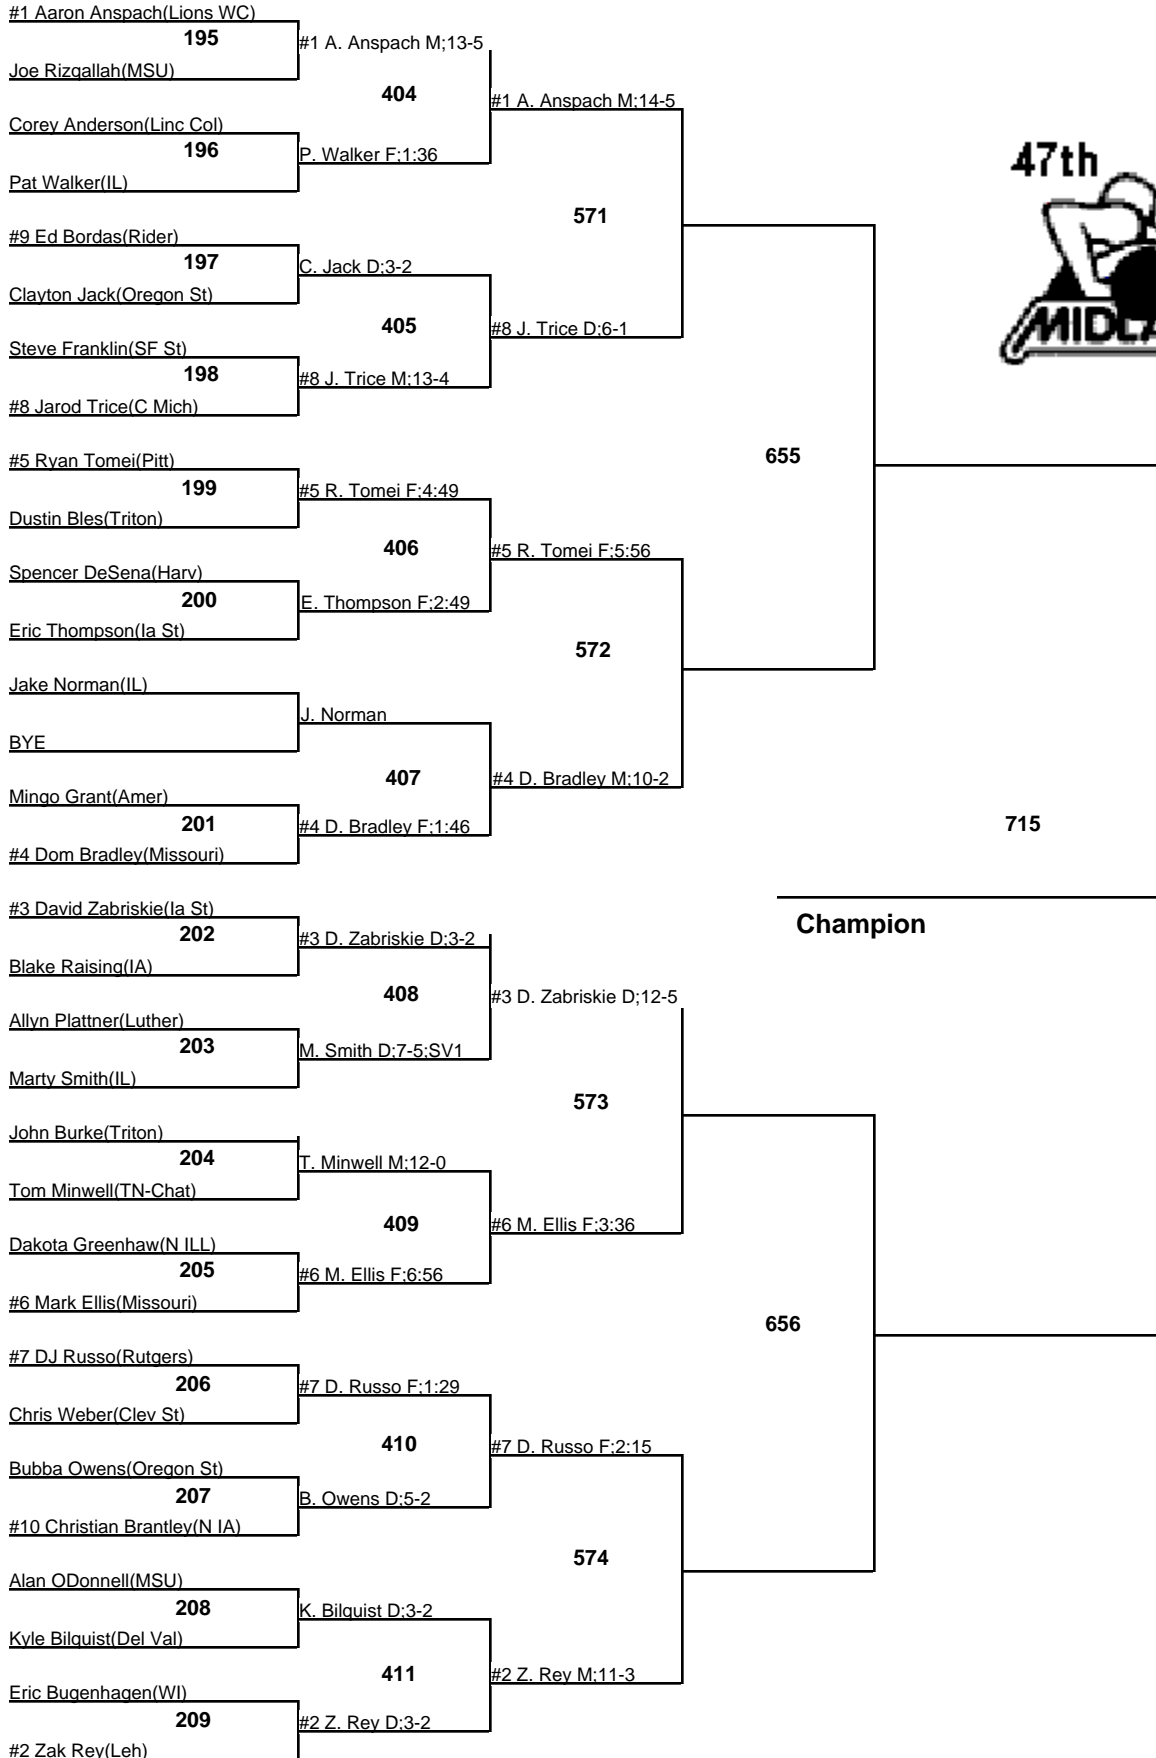 #1 Aaron Anspach(Lions WC)
195
#1 A. Anspach M;13-5
Joe Rizqallah(MSU)
404
#1 A. Anspach M;14-5
Corey Anderson(Linc Col)
196
P. Walker F;1:36
Pat Walker(IL)
47th
571
#9 Ed Bordas(Rider)
197
C. Jack D;3-2
Clayton Jack(Oregon St)
405
#8 J. Trice D;6-1
Steve Franklin(SF St)
198
#8 J. Trice M;13-4
#8 Jarod Trice(C Mich)
655
#5 Ryan Tomei(Pitt)
199
#5 R. Tomei F;4:49
Dustin Bles(Triton)
406
#5 R. Tomei F;5:56
Spencer DeSena(Harv)
200
E. Thompson F;2:49
Eric Thompson(Ia St)
572
Jake Norman(IL)
J. Norman
BYE
407
#4 D. Bradley M;10-2
Mingo Grant(Amer)
201
#4 D. Bradley F;1:46
#4 Dom Bradley(Missouri)
715
Champion
#3 David Zabriskie(Ia St)
202
#3 D. Zabriskie D;3-2
Blake Raising(IA)
408
#3 D. Zabriskie D;12-5
Allyn Plattner(Luther)
203
M. Smith D;7-5;SV1
Marty Smith(IL)
573
John Burke(Triton)
204
T. Minwell M;12-0
Tom Minwell(TN-Chat)
409
#6 M. Ellis F;3:36
Dakota Greenhaw(N ILL)
205
#6 M. Ellis F;6:56
#6 Mark Ellis(Missouri)
656
#7 DJ Russo(Rutgers)
206
#7 D. Russo F;1:29
Chris Weber(Clev St)
410
#7 D. Russo F;2:15
Bubba Owens(Oregon St)
207
B. Owens D;5-2
#10 Christian Brantley(N IA)
574
Alan ODonnell(MSU)
208
K. Bilquist D;3-2
Kyle Bilquist(Del Val)
411
#2 Z. Rey M;11-3
Eric Bugenhagen(WI)
209
#2 Z. Rey D;3-2
#2 Zak Rey(Leh)